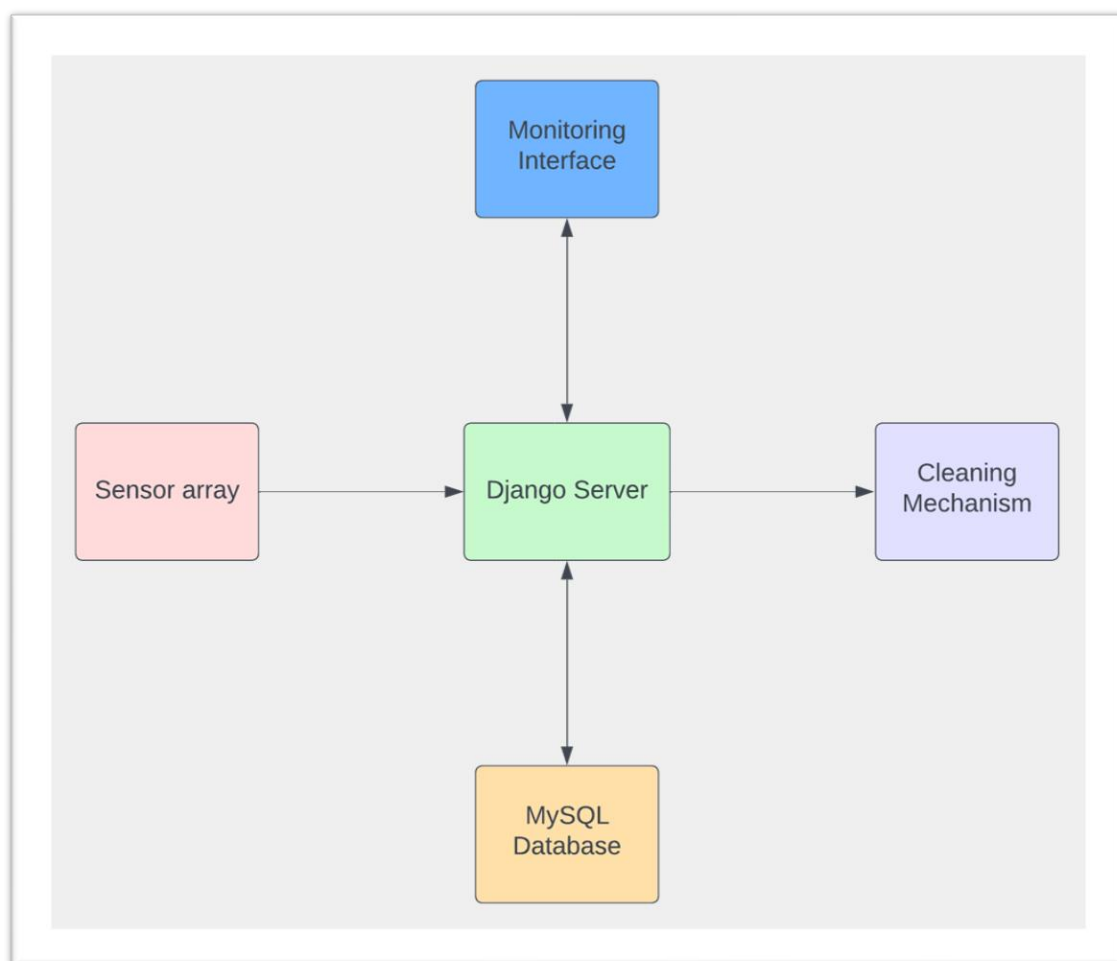 Monitoring
Interface
Sensor array
Django Server
Cleaning
Mechanism
MySQL
Database